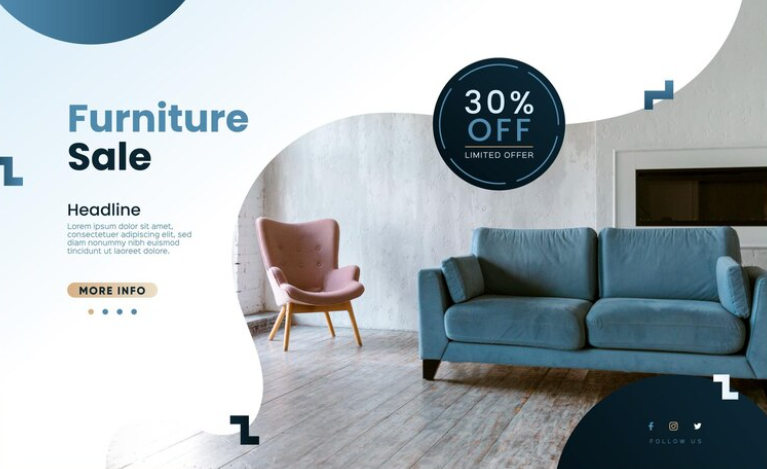 Furniture
Sale
Headline
Lorem ipsum dolor sit amet,
consectetuer adipiscing elit, sed
diam nonummy nibh euismod
tincidunt ut laoreet dolore.
MORE INFO
30%
OFF
LIMITED OFFER
FOLLOW US